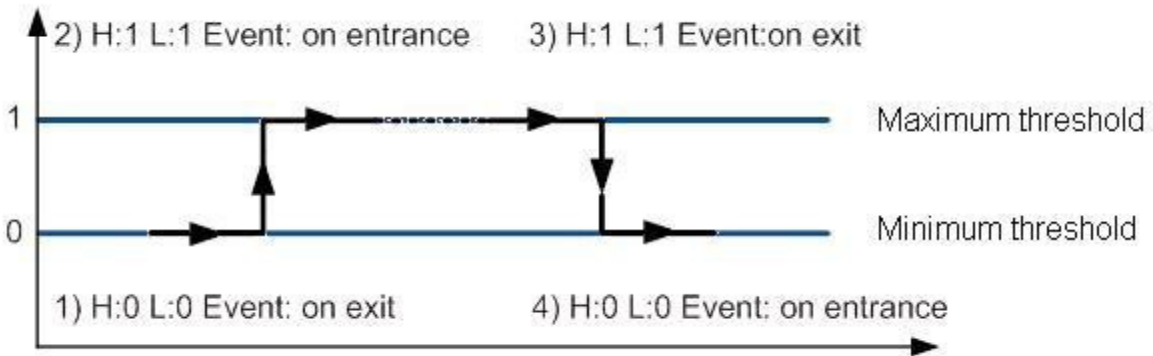 2) H:1 L:1 Event: on entrance 3) H:1 L:1 Event:on exit
1 Maximum threshold
0 Minimum threshold
1) H:0 L:0 Event: on exit 4) H:0 L:0 Event: on entrance